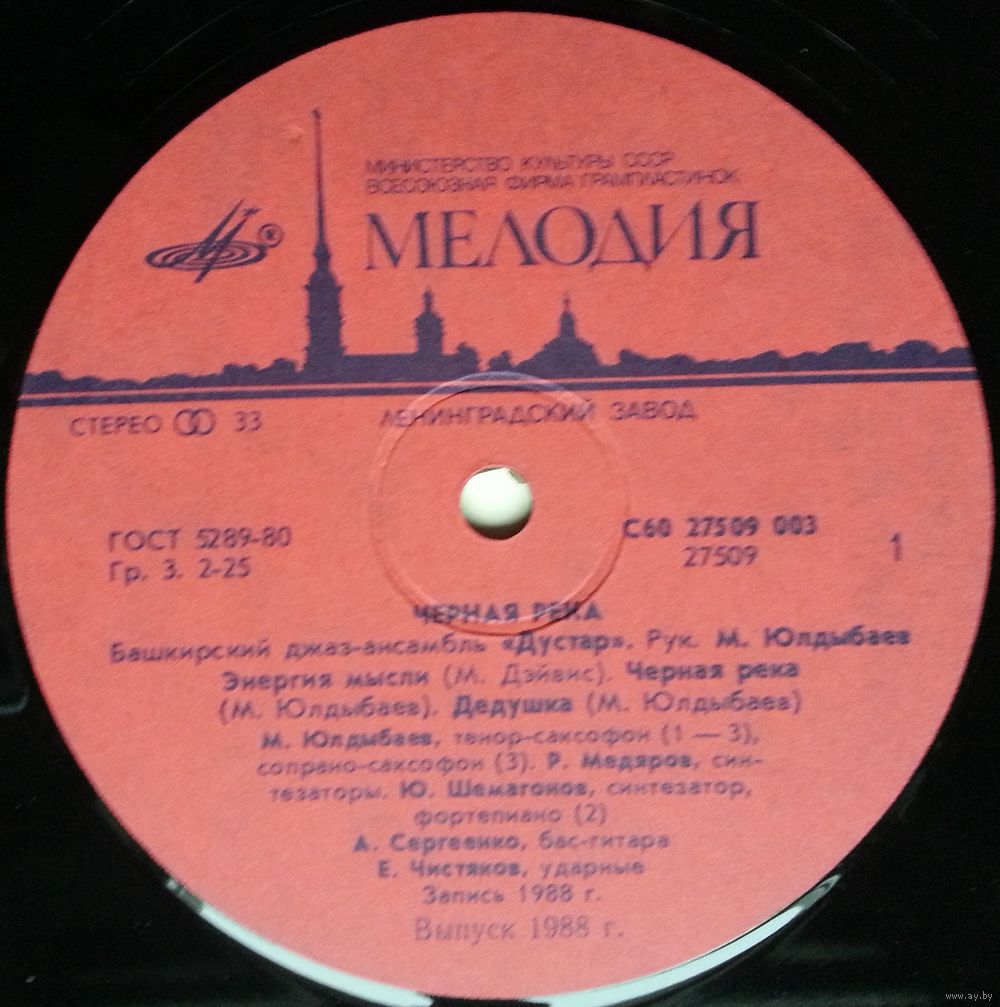 МИНИСТЕРСТВО КУЛЬТУРЫ СССР
ВСЕСОЮЗНАЯ ФИРМА ГРАМПЛАСТИНОК
МЕЛОДИЯ
СТЕРЕО 33 ЛЕНИНГРАДСКИЙ ЗАВОД
ГОСТ 5289-80 С60 27509 003
Гр. 3. 2-25 27509 1
ЧЕРНАЯ РЕКА
Башкирский джаз-ансамбль «Дустар». Рук. М. Юлдыбаев
Энергия мысли (М. Дэйвис). Черная река
(М. Юлдыбаев). Дедушка (М. Юлдыбаев)
М. Юлдыбаев, тенор-саксофон (1 — 3),
сопрано-саксофон (3). Р. Медяров, син-
тезаторы. Ю. Шемагонов, синтезатор,
фортепиано (2)
А. Сергеенко, бас-гитара
Е. Чистяков, ударные
Запись 1988 г.
Выпуск 1988 г.
www.ay.by